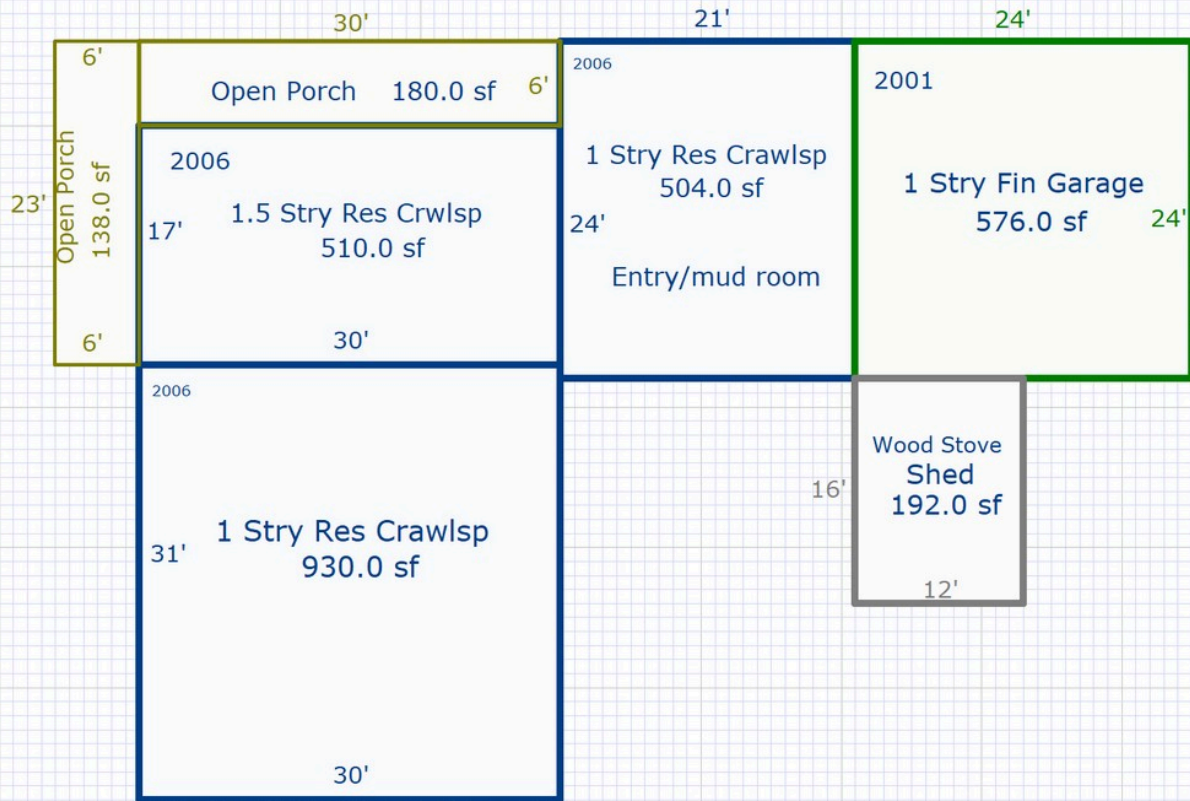 30'
21'
24'
6'
Open Porch 180.0 sf
6'
Open Porch
138.0 sf
23'
6'
2006
1.5 Stry Res Crwlsp
510.0 sf
17'
30'
2006
1 Stry Res Crawlsp
504.0 sf
24'
Entry/mud room
2001
1 Stry Fin Garage
576.0 sf
24'
2006
1 Stry Res Crawlsp
930.0 sf
31'
30'
Wood Stove
Shed
192.0 sf
16'
12'